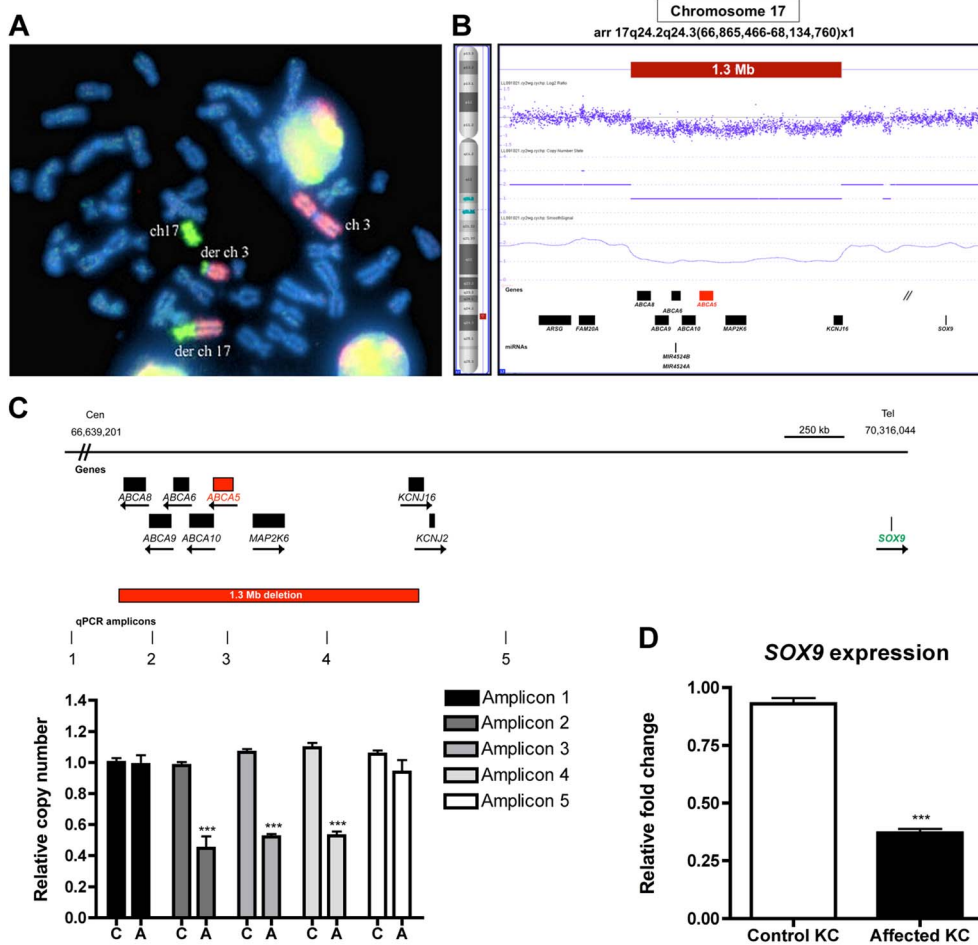 A
ch17
der ch 3
ch 3
der ch 17
B
Chromosome 17
arr 17q24.2q24.3(66,865,466-68,134,760)x1
1.3 Mb
Genes
ABCA8
ABCA6
ABCA5
ARSG
FAM20A
ABCA9
ABCA10
MAP2K6
KCNJ16
SOX9
miRNAs
MIR4524B
MIR4524A
C
Cen
66,639,201
Tel
70,316,044
250 kb
Genes
ABCA8
ABCA6
ABCA5
KCNJ16
ABCA9
ABCA10
MAP2K6
KCNJ2
SOX9
1.3 Mb deletion
qPCR amplicons
1 2 3 4 5
Relative copy number
1.4
1.2
1.0
0.8
0.6
0.4
0.2
0.0
*** *** ***
C A C A C A C A C A
Amplicon 1
Amplicon 2
Amplicon 3
Amplicon 4
Amplicon 5
D
SOX9 expression
Relative fold change
1.00
0.75
0.50
0.25
0.00
***
Control KC Affected KC